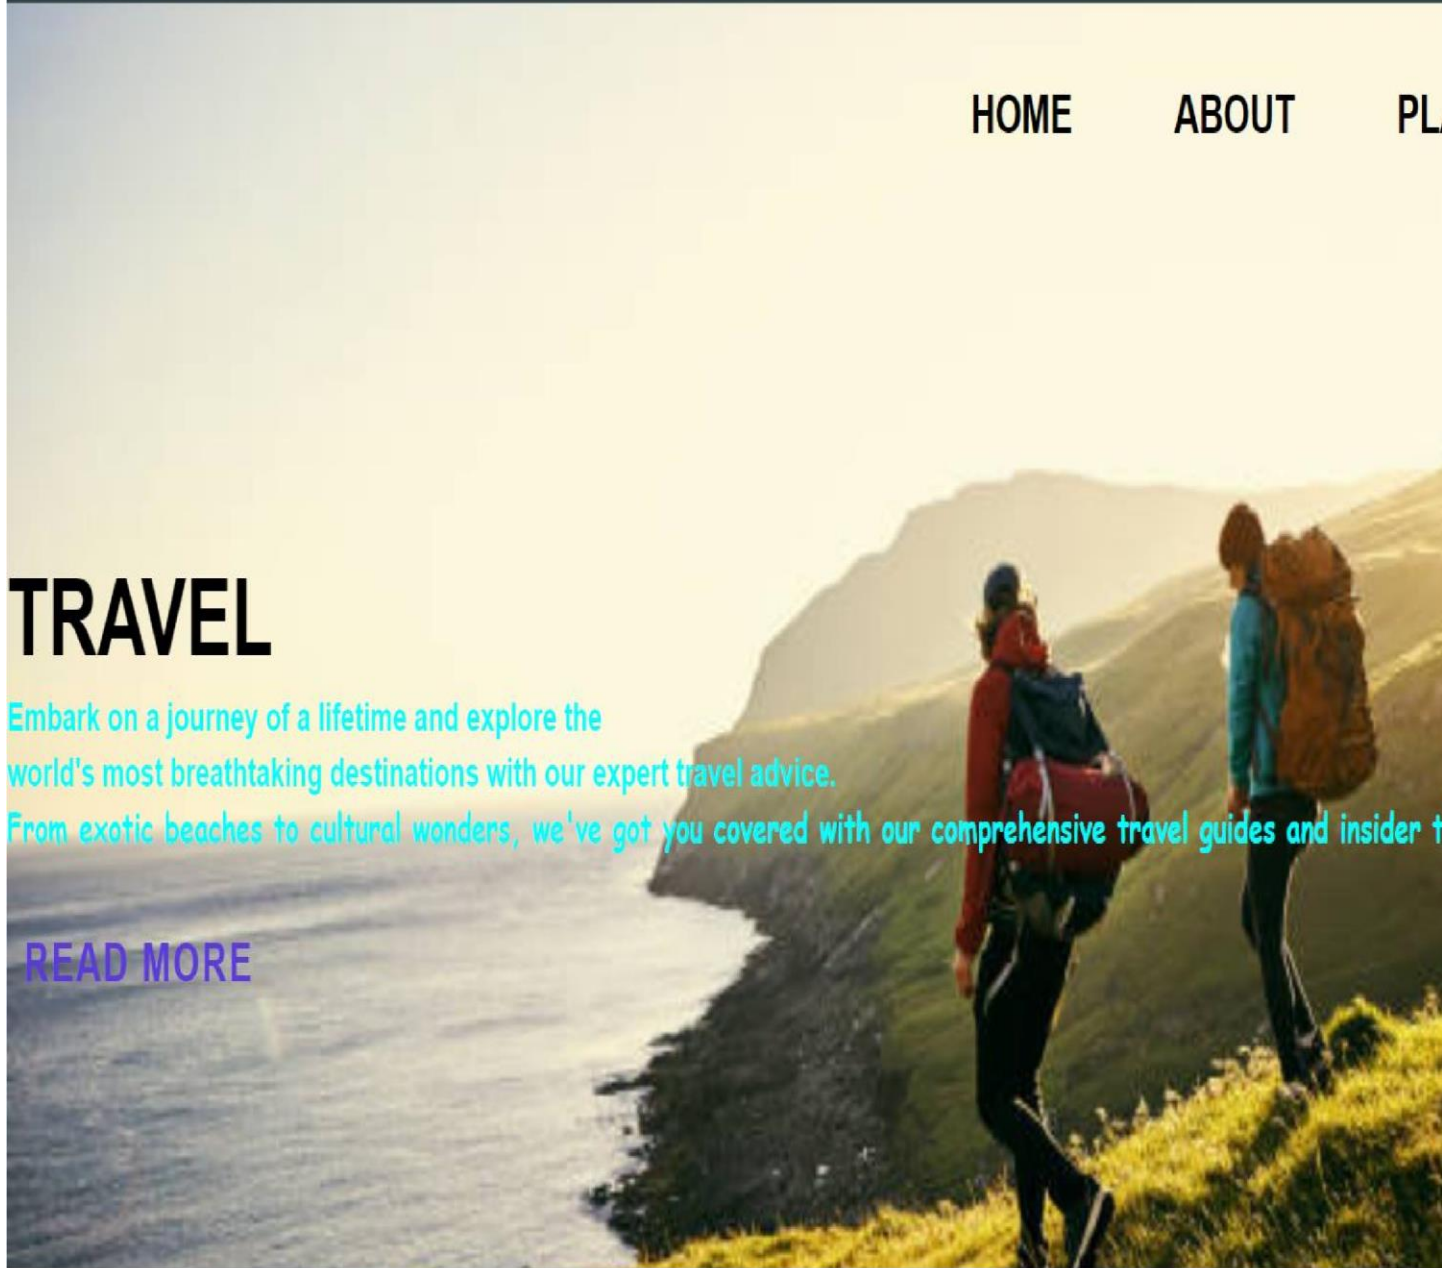 HOME ABOUT
TRAVEL
Embark on a journey of a lifetime and explore the
world's most breathtaking destinations with our expert travel advice.
From exotic beaches to cultural wonders, we've got you covered with our comprehensive travel guides and insider
READ MORE